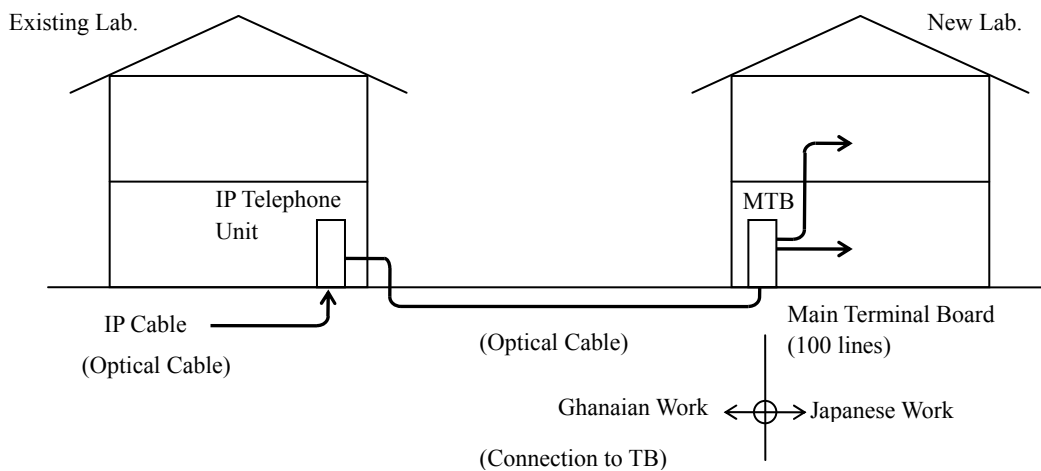 Existing Lab.
New Lab.
IP Telephone
Unit
MTB
IP Cable
(Optical Cable)
(Optical Cable)
Main Terminal Board
(100 lines)
Ghanaian Work
Japanese Work
(Connection to TB)